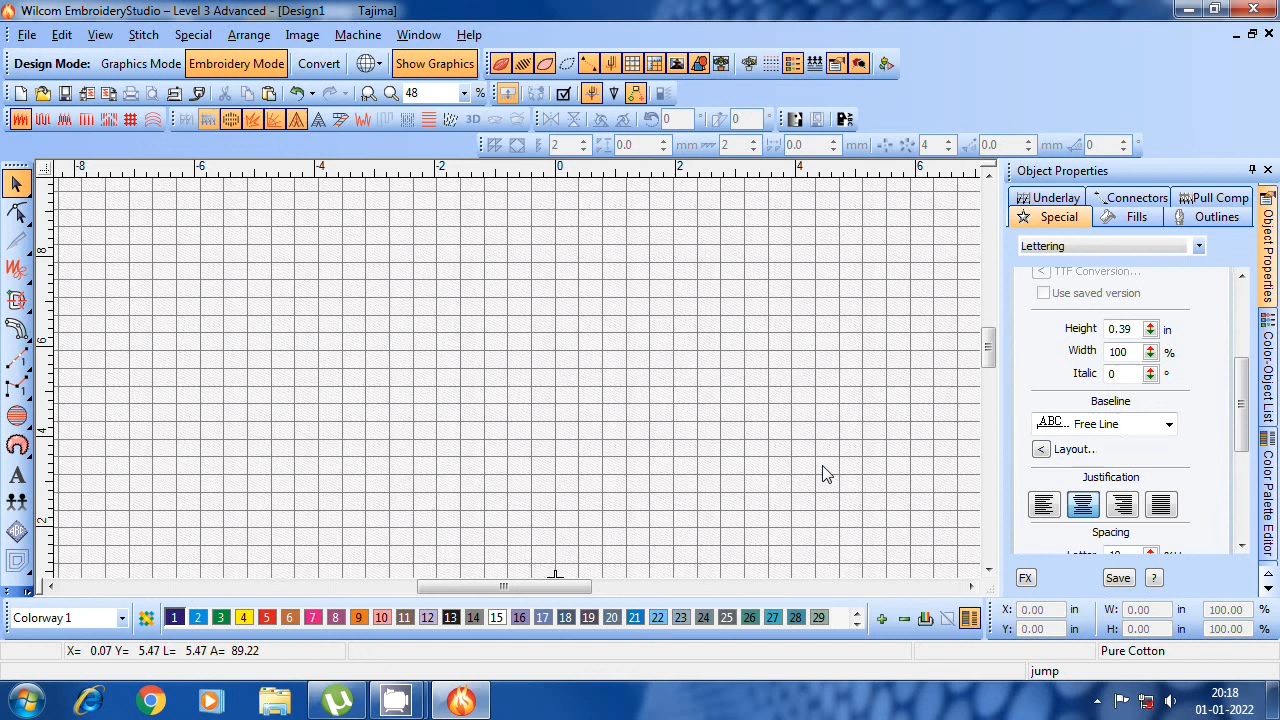 Wilcom EmbroideryStudio – Level 3 Advanced - [Design1 Tajima]
File Edit View Stitch Special Arrange Image Machine Window Help
Design Mode: Graphics Mode Embroidery Mode Convert Show Graphics
48 %
0 ° 0 °
2 0.0 mm 2 0.0 mm 4 0.0 mm 0 °
-8 -6 -4 -2 0 2 4 6
8
6
4
2
Object Properties
Underlay Connectors Pull Comp
Special Fills Outlines
Lettering
TTF Conversion...
Use saved version
Height 0.39 in
Width 100 %
Italic 0 °
Baseline
ABC... Free Line
Layout...
Justification
Spacing
FX Save ?
Object Properties
Color-Object List
Color Palette Editor
Colorway 1
1 2 3 4 5 6 7 8 9 10 11 12 13 14 15 16 17 18 19 20 21 22 23 24 25 26 27 28 29
X: 0.00 in W: 0.00 in 100.00 %
Y: 0.00 in H: 0.00 in 100.00 %
X= 0.07 Y= 5.47 L= 5.47 A= 89.22
Pure Cotton
jump
20:18
01-01-2022